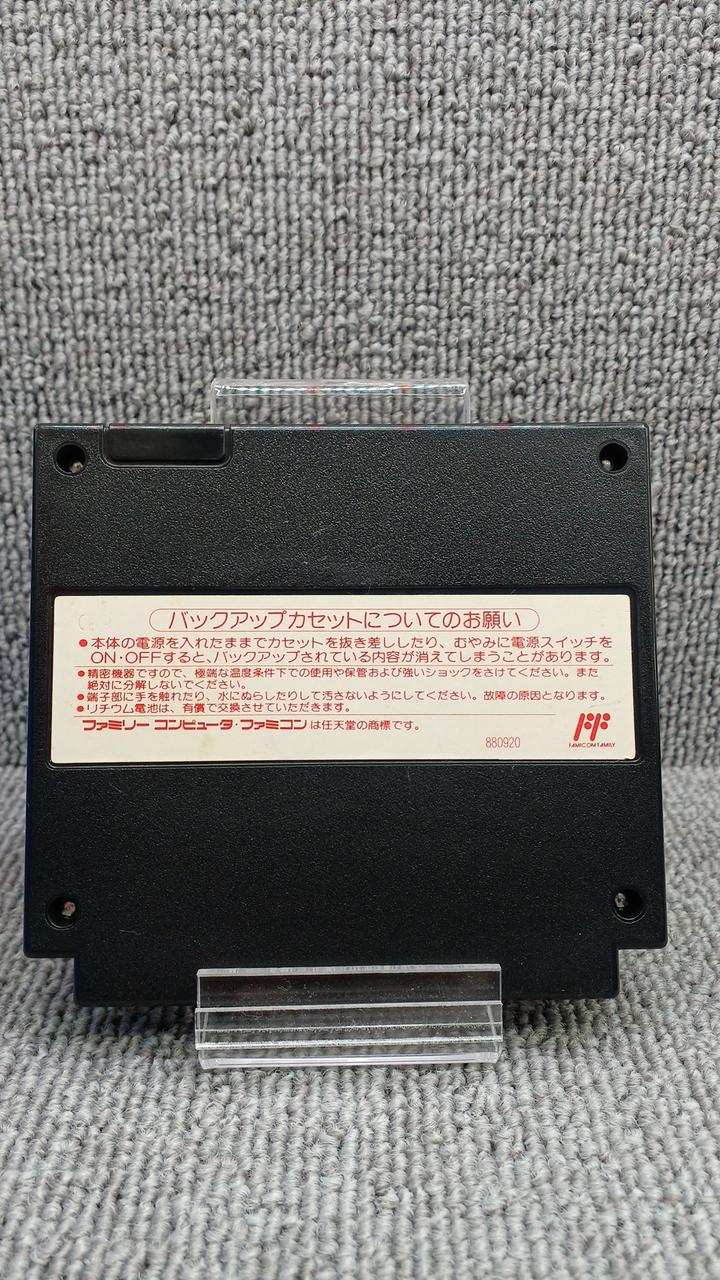 バックアップカセットについてのお願い
●本体の電源を入れたままでカセットを抜き差ししたり、むやみに電源スイッチを
ON・OFFすると、バックアップされている内容が消えてしまうことがあります。
●精密機器ですので、極端な温度条件下での使用や保管および強いショックをさけてください。また
絶対に分解しないでください。
●端子部に手を触れたり、水にぬらしたりして汚さないようにしてください。故障の原因となります。
●リチウム電池は、有償で交換させていただきます。
ファミリー コンピュータ・ファミコンは任天堂の商標です。
880920
FAMICOM FAMILY